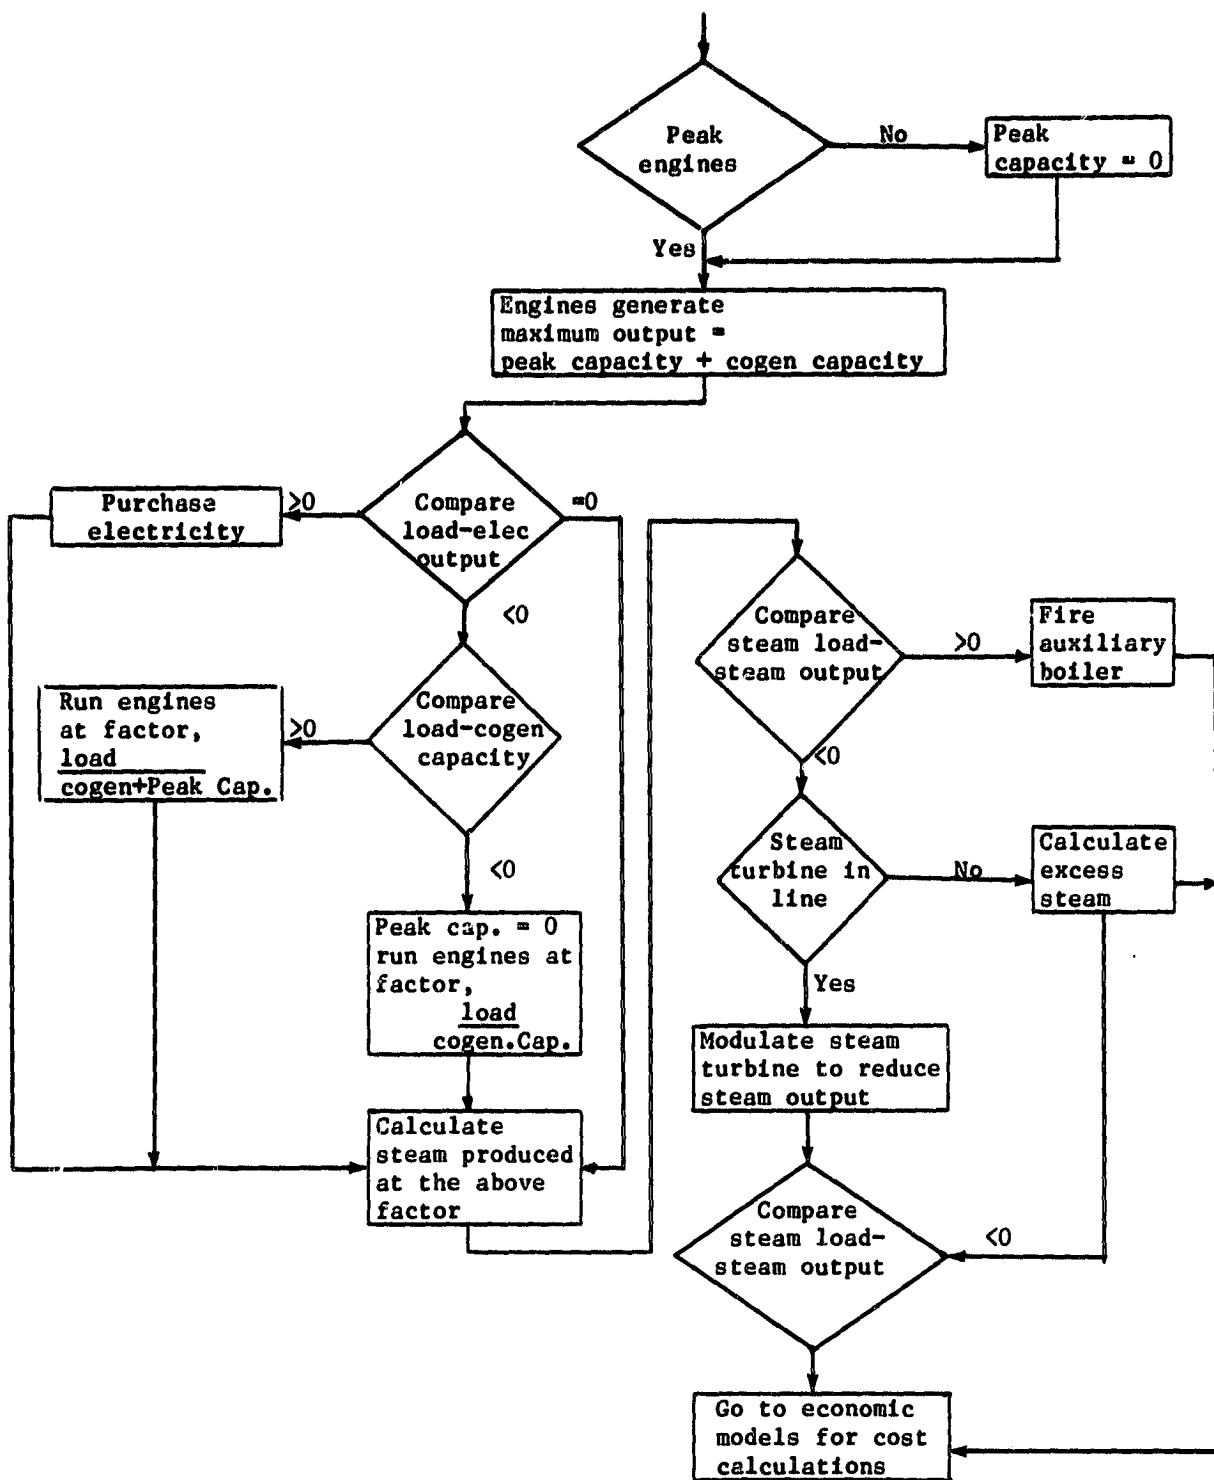 Peak
engines
No
Peak
capacity = 0
Yes
Engines generate
maximum output =
peak capacity + cogen capacity
Purchase
electricity
>0
Compare
load-elec
output
=0
<0
Run engines
at factor,
load
cogen+Peak Cap.
>0
Compare
load-cogen
capacity
<0
Peak cap. = 0
run engines at
factor,
load
cogen.Cap.
Calculate
steam produced
at the above
factor
Compare
steam load-
steam output
>0
Fire
auxiliary
boiler
<0
Steam
turbine in
line
No
Calculate
excess
steam
Yes
Modulate steam
turbine to reduce
steam output
Compare
steam load-
steam output
<0
Go to economic
models for cost
calculations